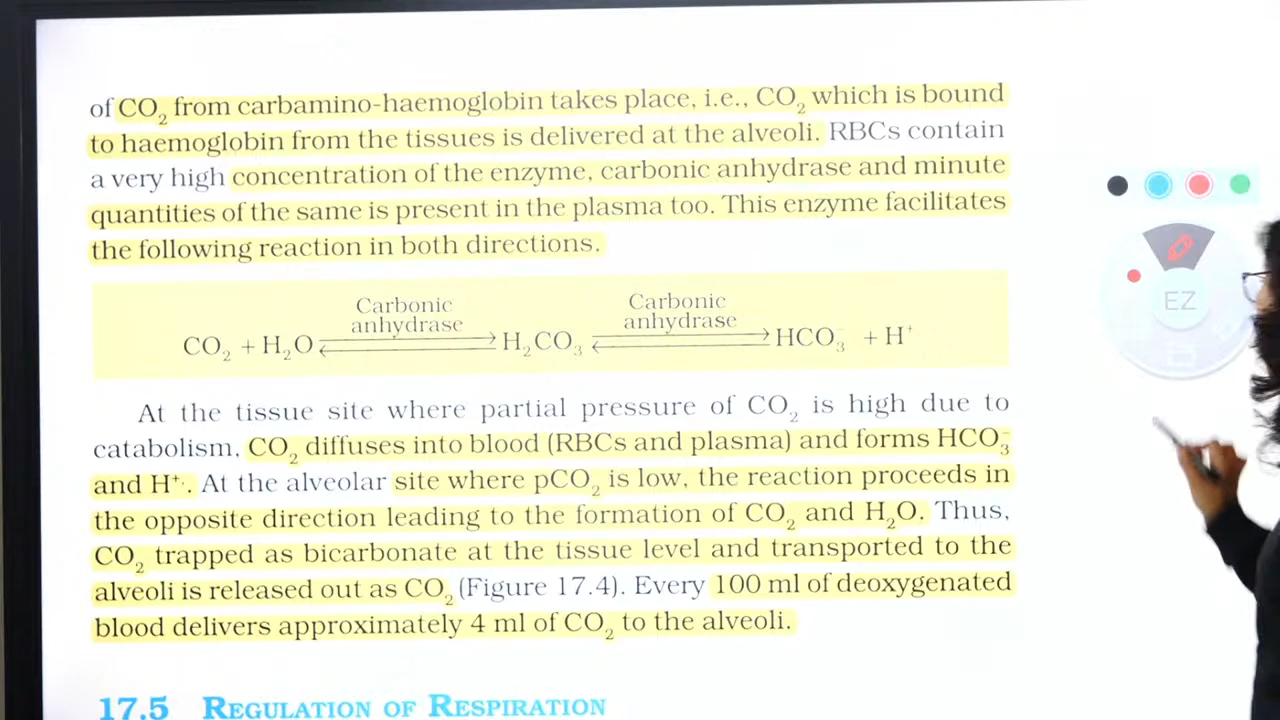 of CO₂ from carbamino-haemoglobin takes place, i.e., CO₂ which is bound
to haemoglobin from the tissues is delivered at the alveoli. RBCs contain
a very high concentration of the enzyme, carbonic anhydrase and minute
quantities of the same is present in the plasma too. This enzyme facilitates
the following reaction in both directions.
Carbonic anhydrase Carbonic anhydrase
CO₂ + H₂O ⇌ H₂CO₃ ⇌ HCO₃⁻ + H⁺
At the tissue site where partial pressure of CO₂ is high due to
catabolism, CO₂ diffuses into blood (RBCs and plasma) and forms HCO₃⁻
and H⁺,. At the alveolar site where pCO₂ is low, the reaction proceeds in
the opposite direction leading to the formation of CO₂ and H₂O. Thus,
CO₂ trapped as bicarbonate at the tissue level and transported to the
alveoli is released out as CO₂ (Figure 17.4). Every 100 ml of deoxygenated
blood delivers approximately 4 ml of CO₂ to the alveoli.
17.5 REGULATION OF RESPIRATION
EZ